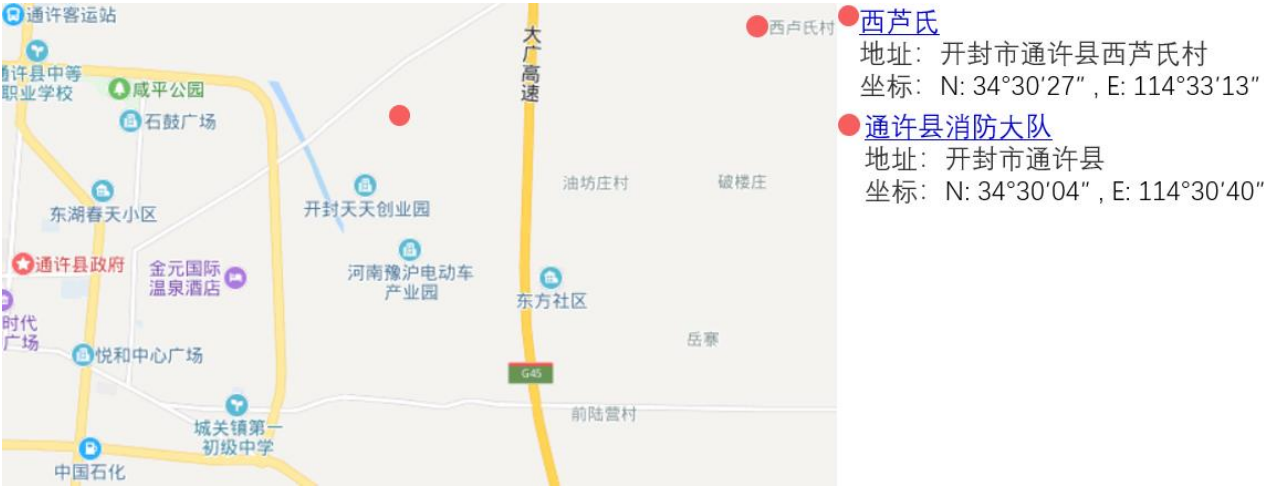 通许客运站
许县中等
职业学校
咸平公园
石鼓广场
大广高速
西卢氏村
油坊庄村
破楼庄
开封天天创业园
东湖春天小区
通许县政府
金元国际
温泉酒店
河南豫沪电动车
产业园
东方社区
时代
广场
悦和中心广场
岳寨
G45
城关镇第一
初级中学
前陆营村
中国石化
西芦氏
地址：开封市通许县西芦氏村
坐标：N: 34°30′27″ , E: 114°33′13″
通许县消防大队
地址：开封市通许县
坐标：N: 34°30′04″ , E: 114°30′40″